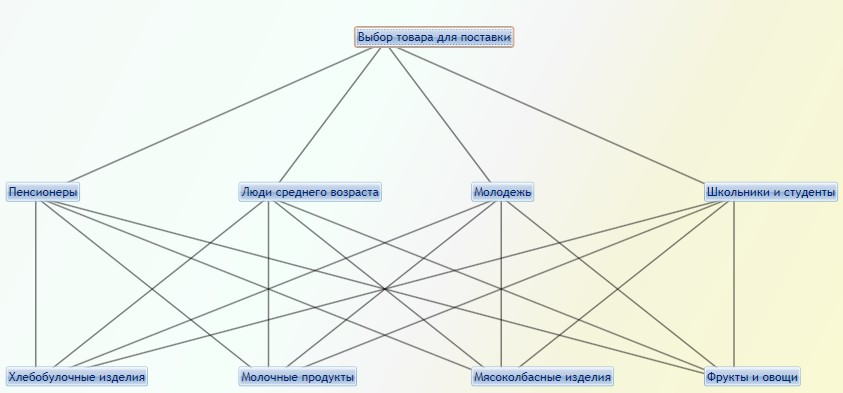 Выбор товара для поставки
Пенсионеры
Люди среднего возраста
Молодежь
Школьники и студенты
Хлебобулочные изделия
Молочные продукты
Мясоколбасные изделия
Фрукты и овощи